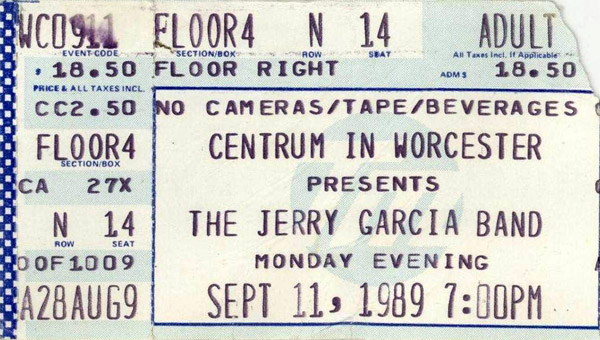 WC0911 FLOOR4 N 14 ADULT
EVENT CODE SECTION/BOX ROW SEAT All Taxes Incl. If Applicable
18.50 FLOOR RIGHT ADM$ 18.50
PRICE & ALL TAXES INCL.
CC2.50 NO CAMERAS/TAPE/BEVERAGES
FLOOR4 CENTRUM IN WORCESTER
SECTION/BOX
CA 27X PRESENTS
N 14 THE JERRY GARCIA BAND
ROW SEAT
OOF1009 MONDAY EVENING
A28AUG9 SEPT 11, 1989 7:00PM